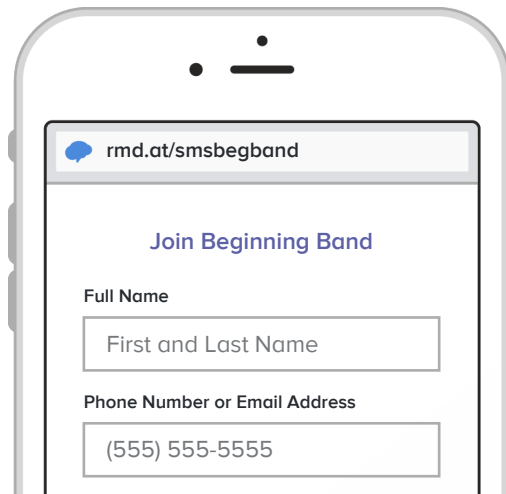 rmd.at/smsbegband
Join Beginning Band
Full Name
First and Last Name
Phone Number or Email Address
(555) 555-5555